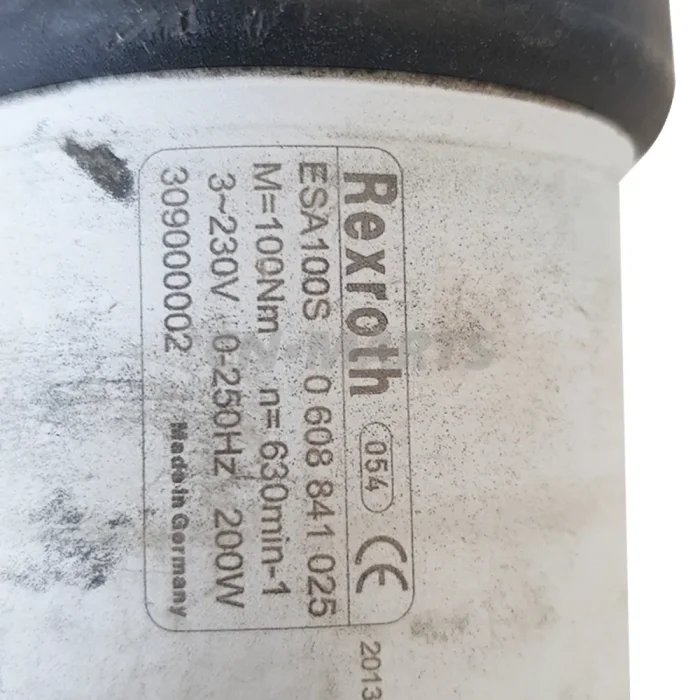 Rexroth 054 CE
ESA100S 0 608 841 025
M=100Nm n=630min-1
3~230V 0-250Hz 200W
309000002 Made in Germany
2013